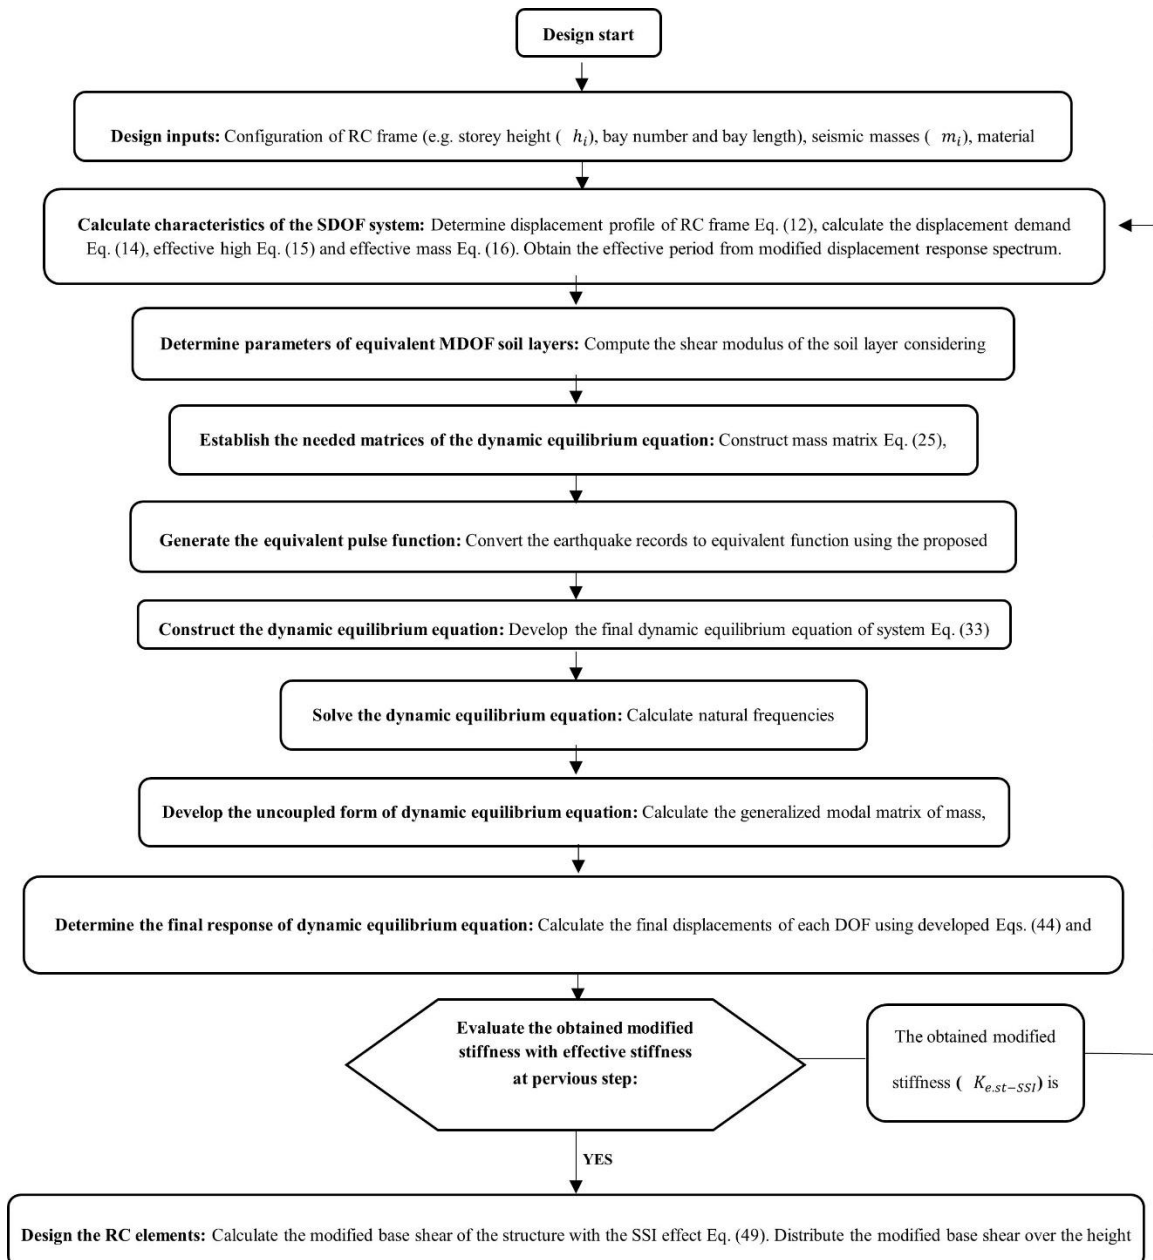 Design start
Design inputs: Configuration of RC frame (e.g. storey height ( h_i), bay number and bay length), seismic masses ( m_i), material
Calculate characteristics of the SDOF system: Determine displacement profile of RC frame Eq. (12), calculate the displacement demand
Eq. (14), effective high Eq. (15) and effective mass Eq. (16). Obtain the effective period from modified displacement response spectrum.
Determine parameters of equivalent MDOF soil layers: Compute the shear modulus of the soil layer considering
Establish the needed matrices of the dynamic equilibrium equation: Construct mass matrix Eq. (25),
Generate the equivalent pulse function: Convert the earthquake records to equivalent function using the proposed
Construct the dynamic equilibrium equation: Develop the final dynamic equilibrium equation of system Eq. (33)
Solve the dynamic equilibrium equation: Calculate natural frequencies
Develop the uncoupled form of dynamic equilibrium equation: Calculate the generalized modal matrix of mass,
Determine the final response of dynamic equilibrium equation: Calculate the final displacements of each DOF using developed Eqs. (44) and
Evaluate the obtained modified
stiffness with effective stiffness
at pervious step:
The obtained modified
stiffness ( K_{e.st−SSI}) is
YES
Design the RC elements: Calculate the modified base shear of the structure with the SSI effect Eq. (49). Distribute the modified base shear over the height